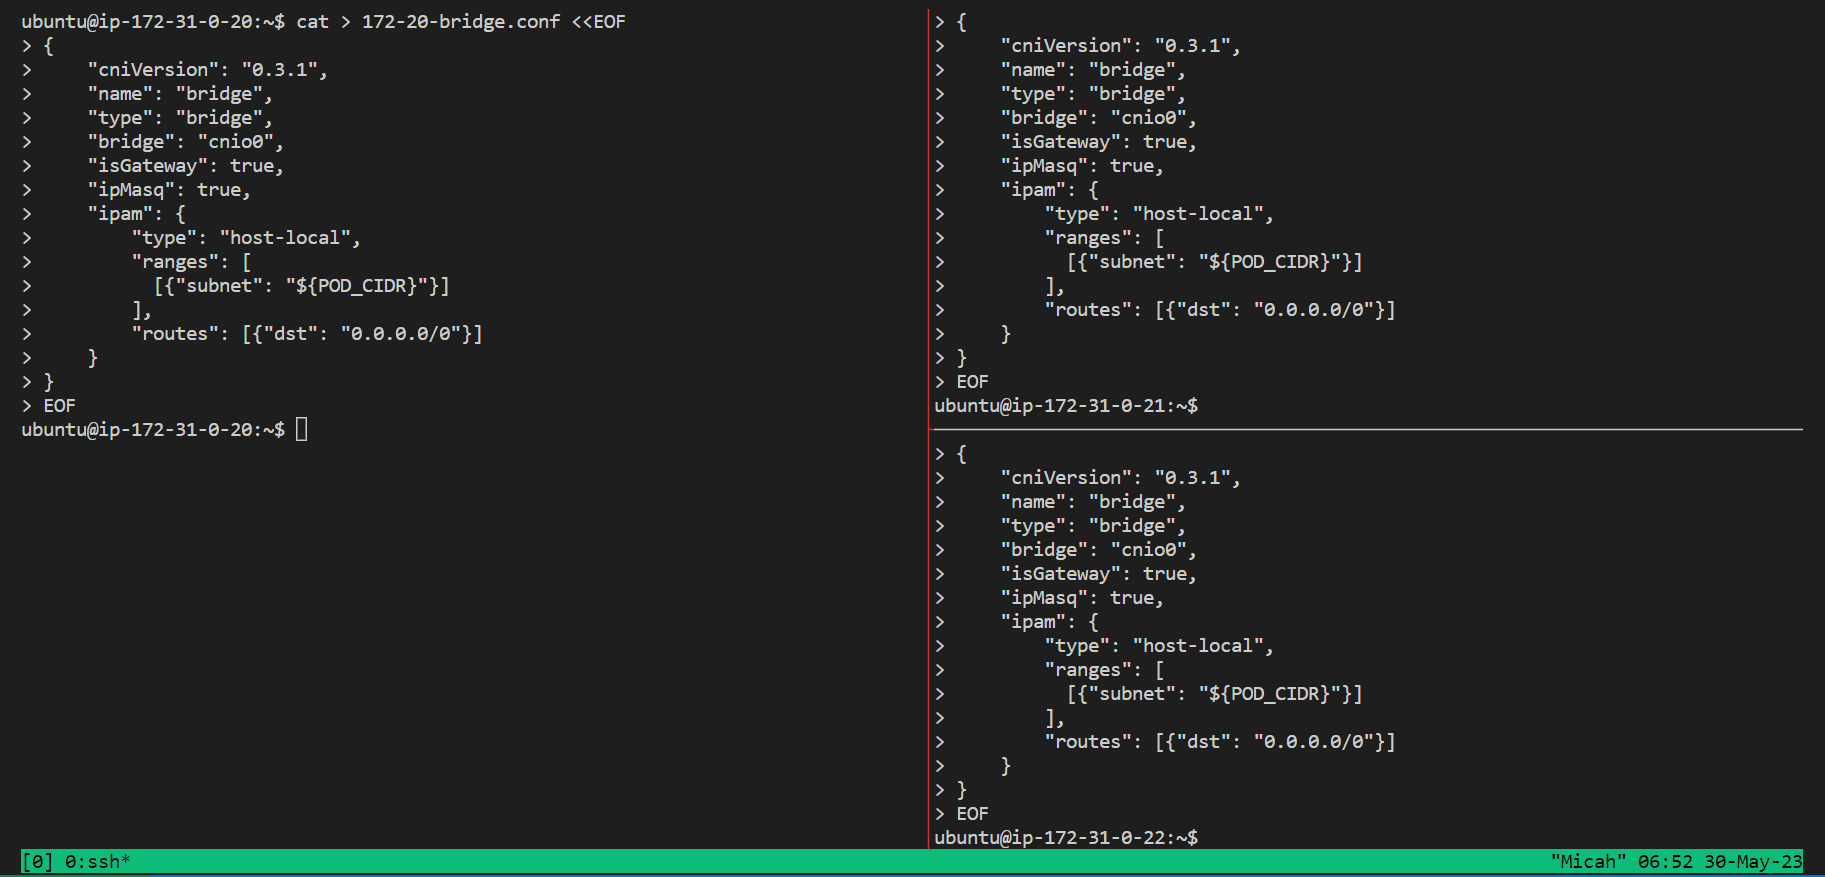 ubuntu@ip-172-31-0-20:~$ cat > 172-20-bridge.conf <<EOF
> {
>     "cniVersion": "0.3.1",
>     "name": "bridge",
>     "type": "bridge",
>     "bridge": "cnio0",
>     "isGateway": true,
>     "ipMasq": true,
>     "ipam": {
>         "type": "host-local",
>         "ranges": [
>           [{"subnet": "${POD_CIDR}"}]
>         ],
>         "routes": [{"dst": "0.0.0.0/0"}]
>     }
> }
> EOF
ubuntu@ip-172-31-0-20:~$
> {
>     "cniVersion": "0.3.1",
>     "name": "bridge",
>     "type": "bridge",
>     "bridge": "cnio0",
>     "isGateway": true,
>     "ipMasq": true,
>     "ipam": {
>         "type": "host-local",
>         "ranges": [
>           [{"subnet": "${POD_CIDR}"}]
>         ],
>         "routes": [{"dst": "0.0.0.0/0"}]
>     }
> }
> EOF
ubuntu@ip-172-31-0-21:~$
> {
>     "cniVersion": "0.3.1",
>     "name": "bridge",
>     "type": "bridge",
>     "bridge": "cnio0",
>     "isGateway": true,
>     "ipMasq": true,
>     "ipam": {
>         "type": "host-local",
>         "ranges": [
>           [{"subnet": "${POD_CIDR}"}]
>         ],
>         "routes": [{"dst": "0.0.0.0/0"}]
>     }
> }
> EOF
ubuntu@ip-172-31-0-22:~$
[0] 0:ssh* "Micah" 06:52 30-May-23